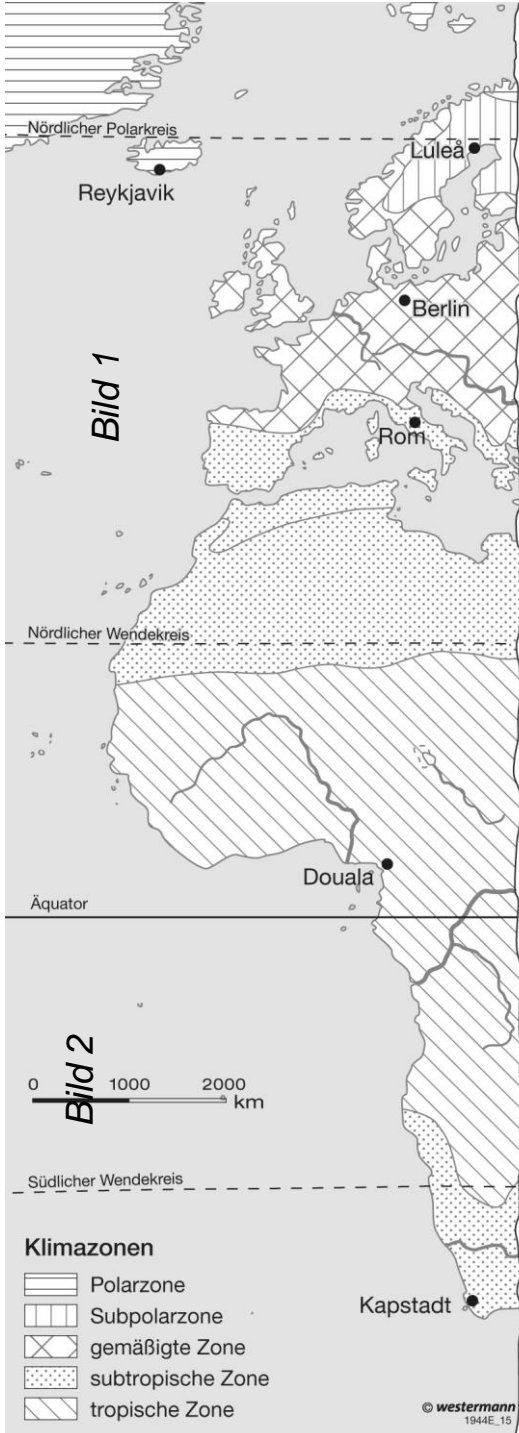 Nördlicher Polarkreis
Luleå
Reykjavik
Berlin
Bild 1
Rom
Nördlicher Wendekreis
Douala
Äquator
Bild 2
0 1000 2000
km
Südlicher Wendekreis
Klimazonen
Polarzone
Subpolarzone
gemäßigte Zone
subtropische Zone
tropische Zone
Kapstadt
© westermann
1944E_15